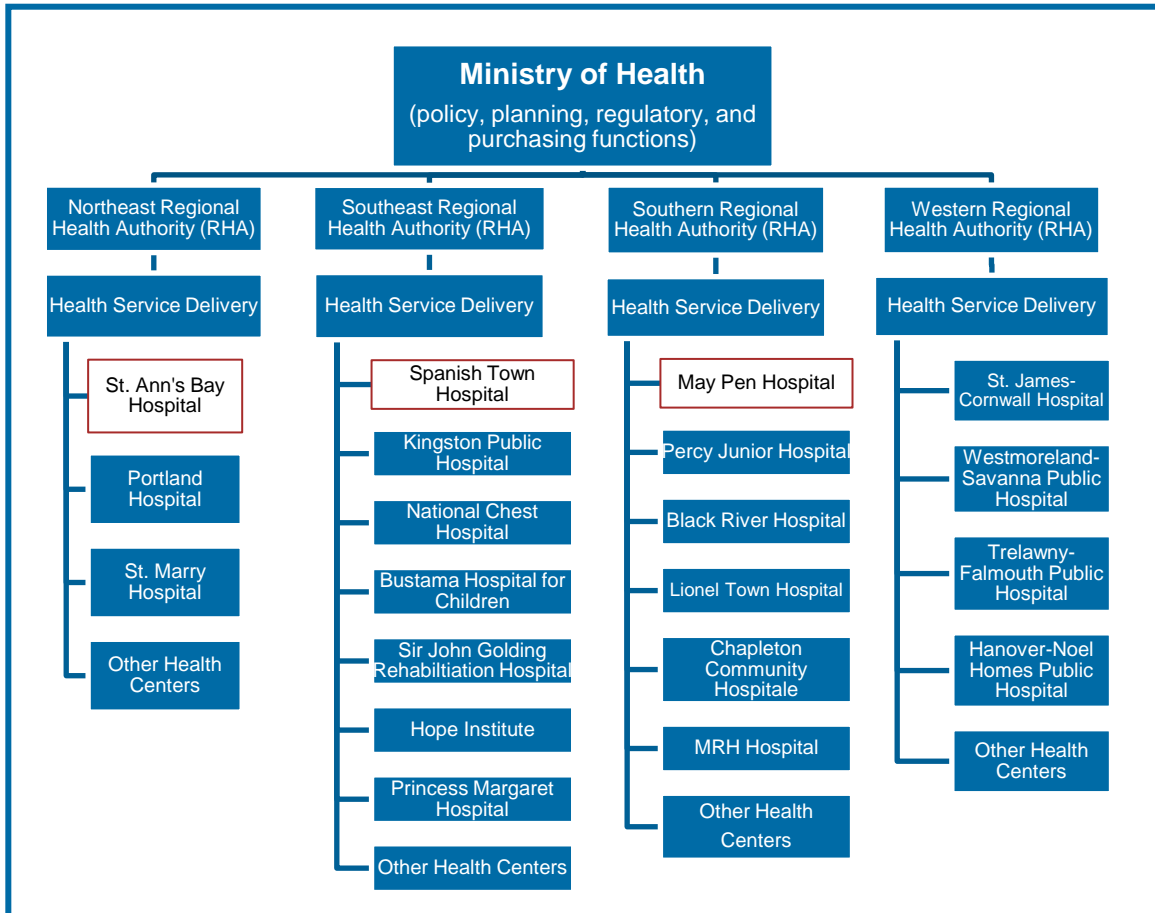 Ministry of Health
(policy, planning, regulatory, and
purchasing functions)
Northeast Regional
Health Authority (RHA)
Health Service Delivery
St. Ann's Bay
Hospital
Portland
Hospital
St. Marry
Hospital
Other Health
Centers
Southeast Regional
Health Authority (RHA)
Health Service Delivery
Spanish Town
Hospital
Kingston Public
Hospital
National Chest
Hospital
Bustama Hospital for
Children
Sir John Golding
Rehabiltiation Hospital
Hope Institute
Princess Margaret
Hospital
Other Health Centers
Southern Regional
Health Authority (RHA)
Health Service Delivery
May Pen Hospital
Percy Junior Hospital
Black River Hospital
Lionel Town Hospital
Chapleton
Community
Hospitale
MRH Hospital
Other Health
Centers
Western Regional
Health Authority (RHA)
Health Service Delivery
St. James-
Cornwall Hospital
Westmoreland-
Savanna Public
Hospital
Trelawny-
Falmouth Public
Hospital
Hanover-Noel
Homes Public
Hospital
Other Health
Centers